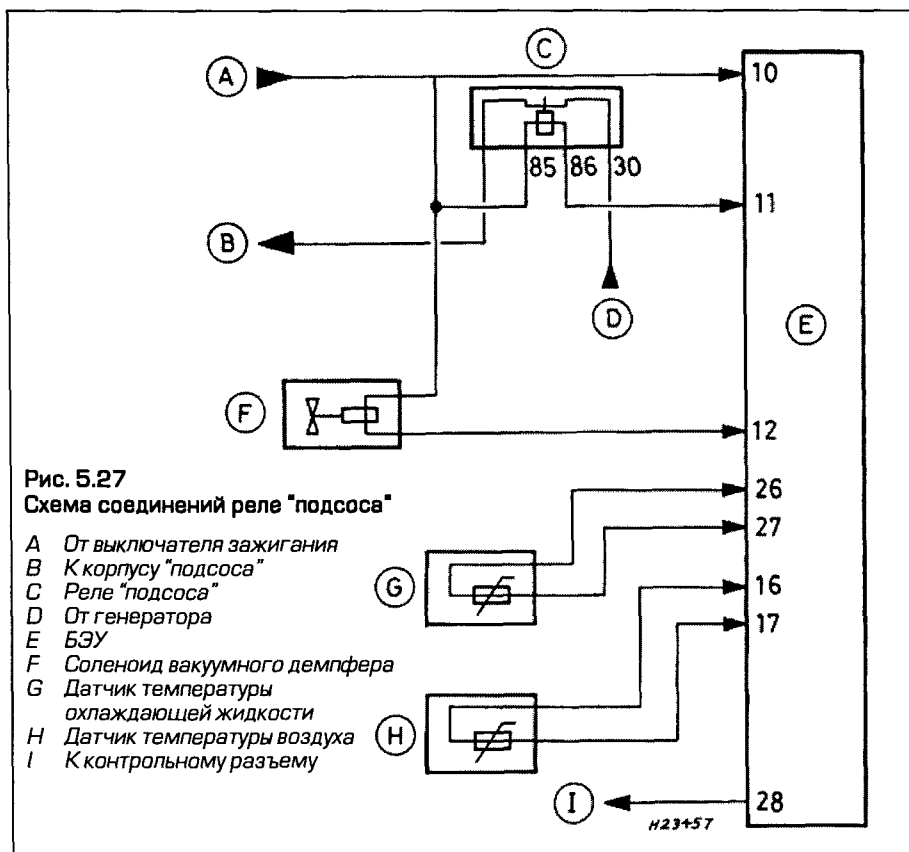 C
A
10
85 86 30
11
B
D
E
F
12
Рис. 5.27
Схема соединений реле "подсоса"
26
27
A От выключателя зажигания
B К корпусу "подсоса"
C Реле "подсоса"
D От генератора
E БЭУ
F Соленоид вакуумного демпфера
G Датчик температуры
охлаждающей жидкости
H Датчик температуры воздуха
I К контрольному разъему
G
16
17
H
I
28
H23457